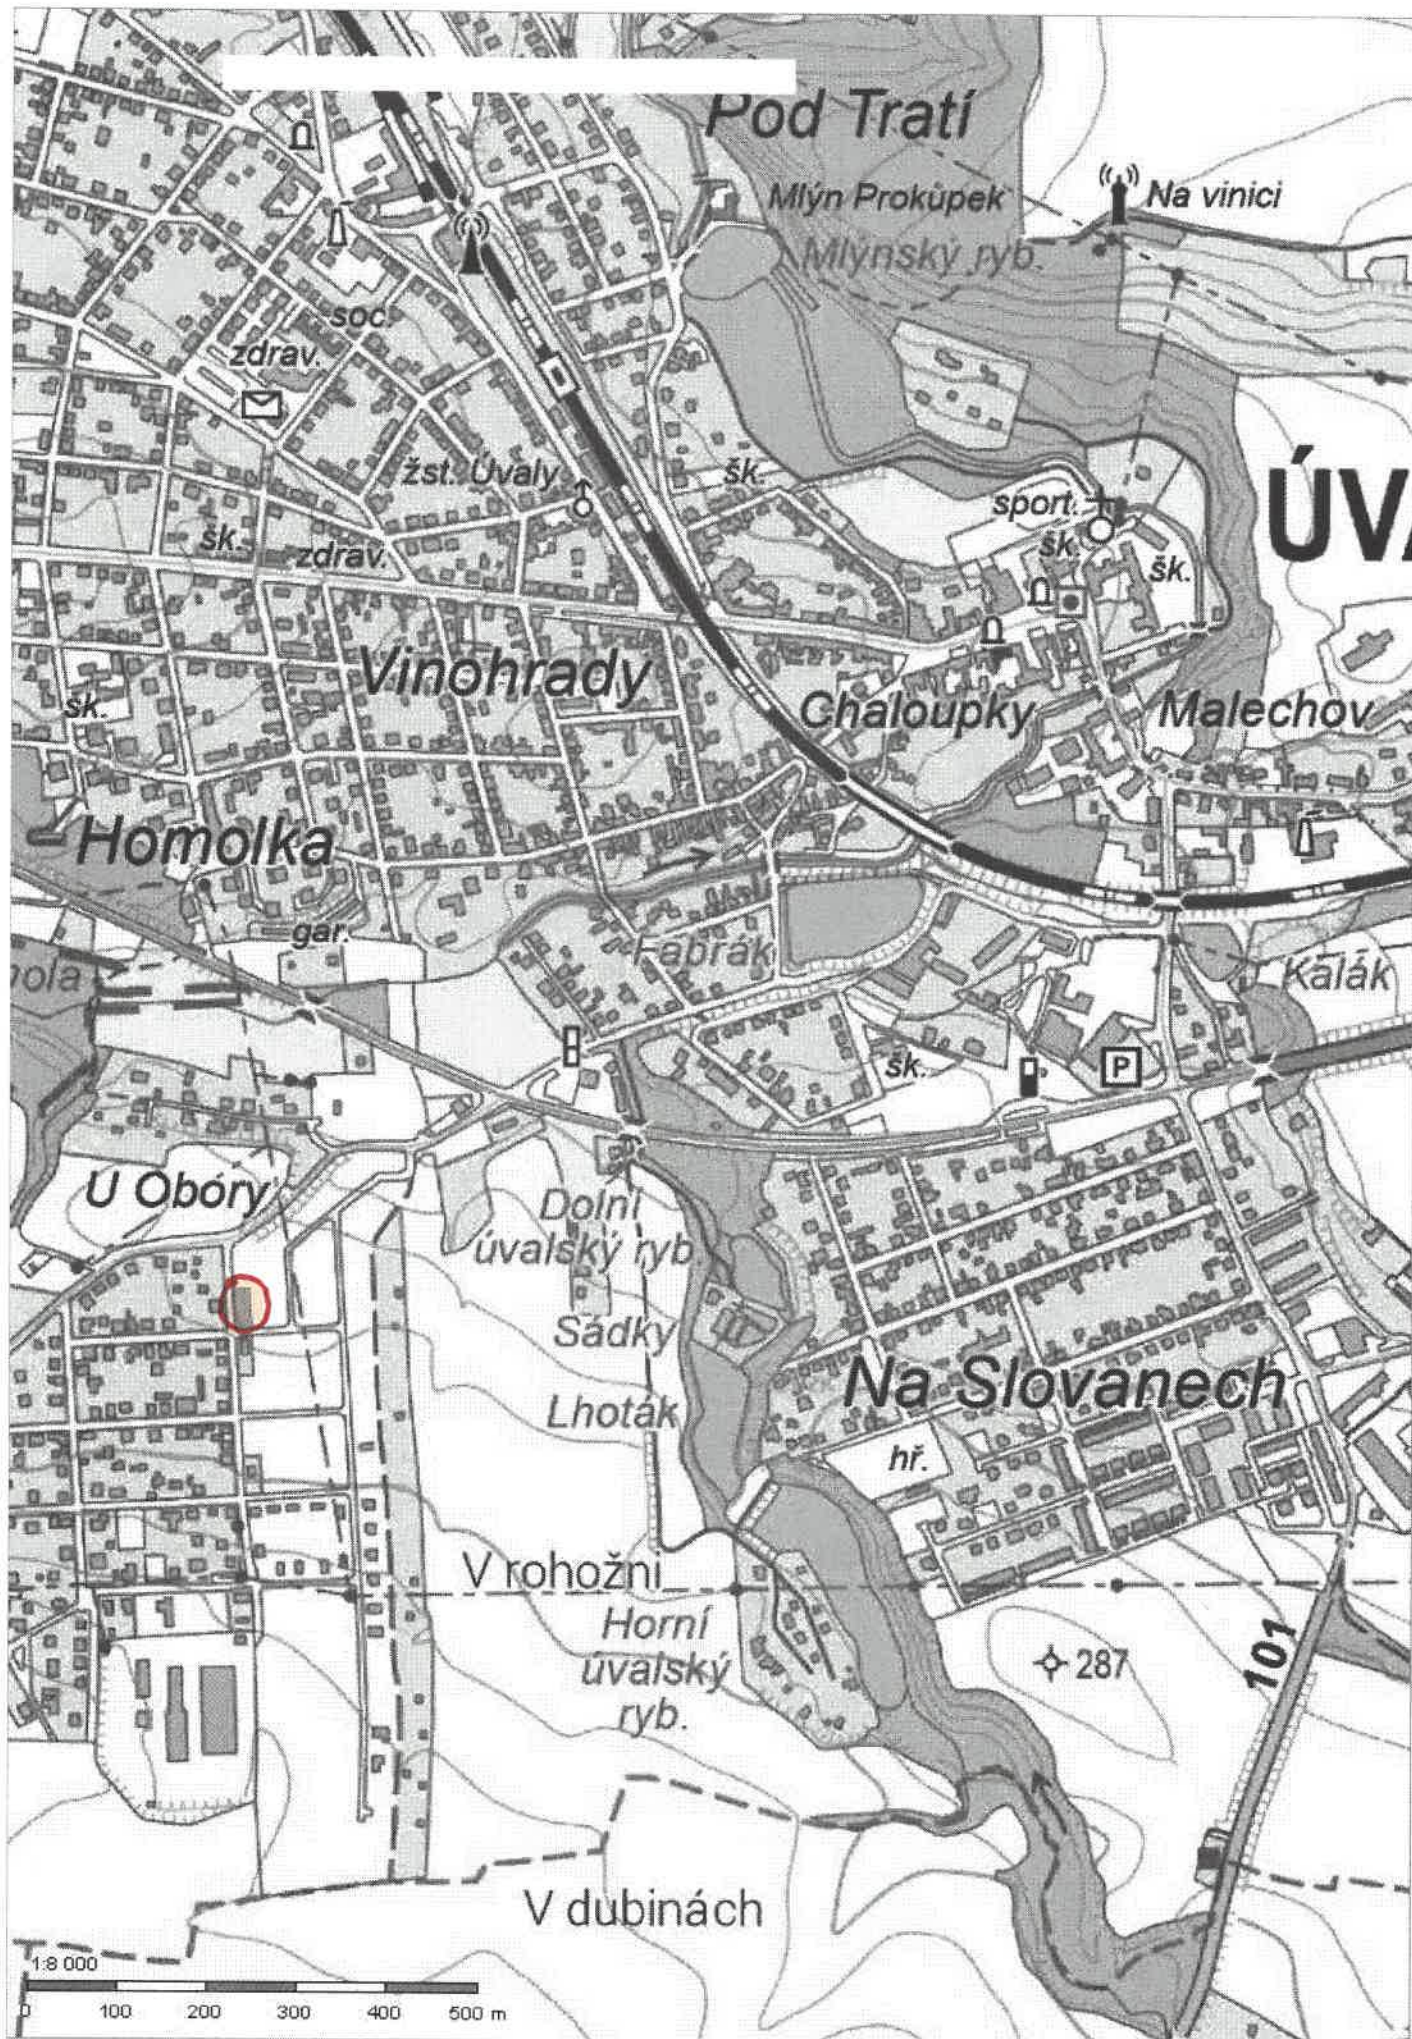 Pod Tratí
Mlýn Prokůpek
Na vinici
Mlýnský ryb.
soc.
zdrav.
žst. Úvaly
šk.
sport.
ÚVA
šk.
zdrav.
šk.
šk.
Vinohrady
šk.
Chaloupky
Malechov
Homolka
gar.
Fabrák
Kalák
šk.
P
U Obory
Dolní
úvalský ryb.
Sádky
Lhoták
Na Slovanech
hř.
V rohožni
Horní
úvalský
ryb.
287
101
V dubinách
1:8 000
0 100 200 300 400 500 m